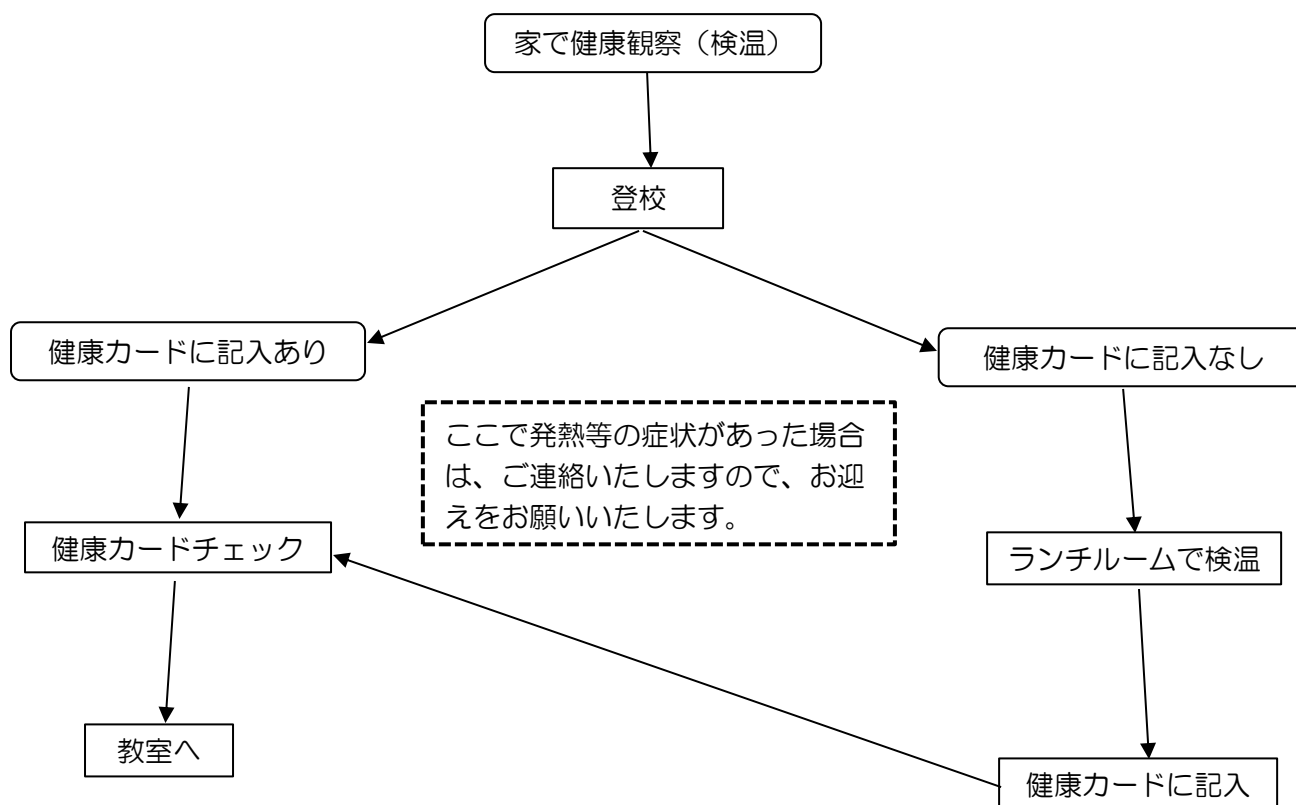 家で健康観察（検温）
登校
健康カードに記入あり
健康カードに記入なし
ここで発熱等の症状があった場合
は、ご連絡いたしますので、お迎
えをお願いいたします。
健康カードチェック
ランチルームで検温
教室へ
健康カードに記入